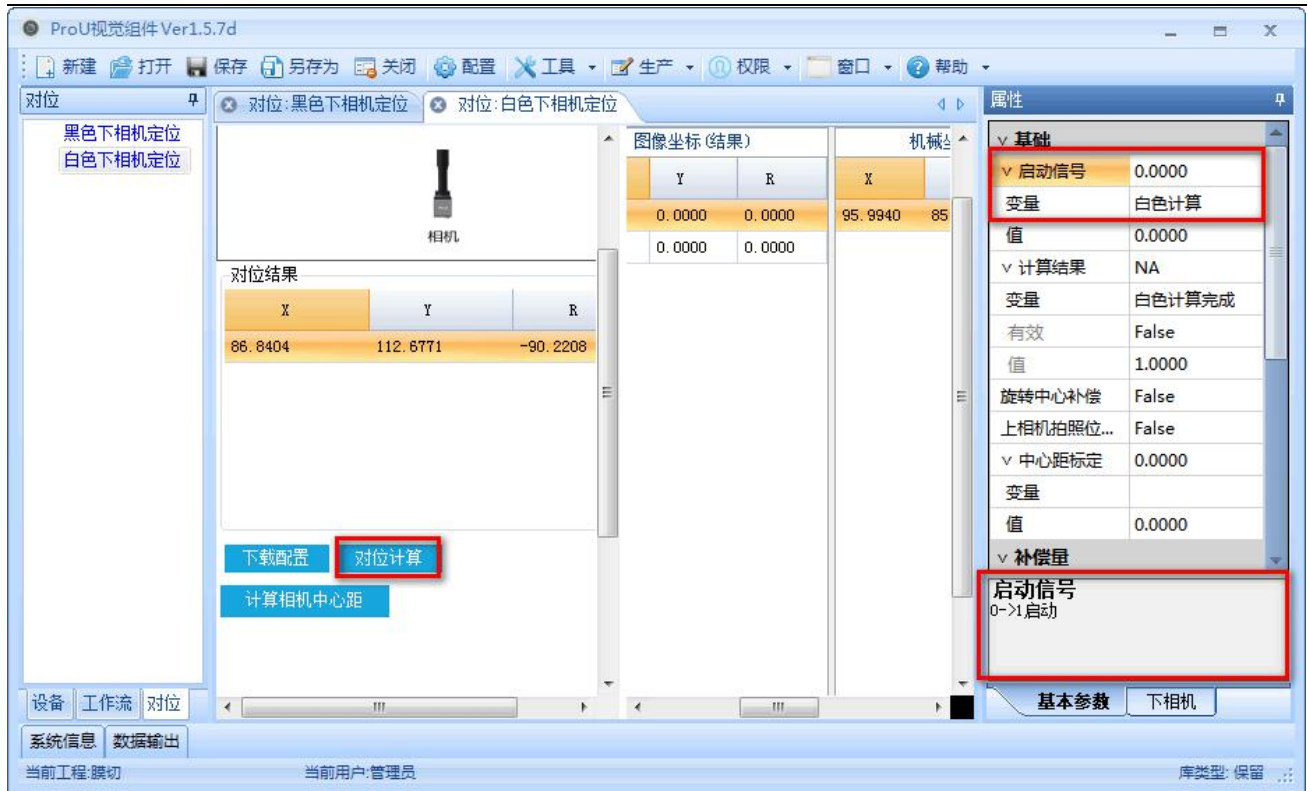 ProU视觉组件Ver1.5.7d
新建 打开 保存 另存为 关闭 配置 工具 生产 权限 窗口 帮助
对位
黑色下相机定位
白色下相机定位
对位:黑色下相机定位 对位:白色下相机定位
相机
对位结果
X Y R
86.8404 112.6771 -90.2208
下载配置 对位计算
计算相机中心距
图像坐标(结果)
Y R
0.0000 0.0000
0.0000 0.0000
机械
X
95.9940 85
属性
基础
启动信号 0.0000
变量 白色计算
值 0.0000
计算结果 NA
变量 白色计算完成
有效 False
值 1.0000
旋转中心补偿 False
上相机拍照位... False
中心距标定 0.0000
变量
值 0.0000
补偿量
启动信号
0->1启动
基本参数 下相机
设备 工作流 对位
系统信息 数据输出
当前工程:膜切 当前用户:管理员 库类型: 保留